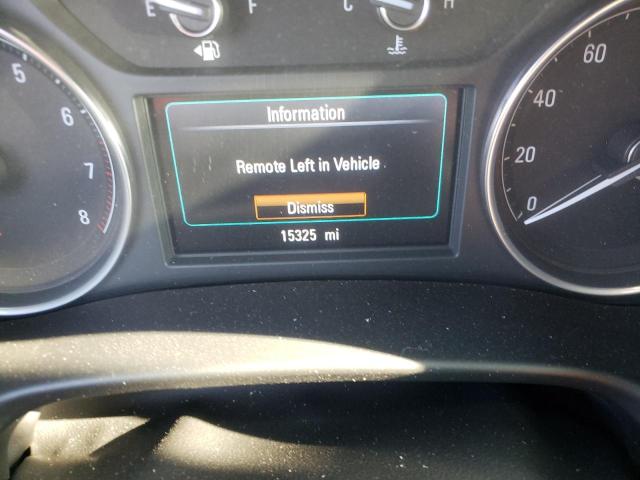 E F
C H
5
6
7
8
Information
Remote Left in Vehicle
Dismiss
15325 mi
60
40
20
0